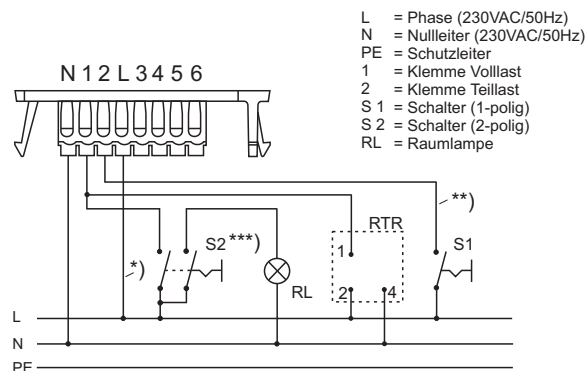 L = Phase (230VAC/50Hz)
N = Nullleiter (230VAC/50Hz)
PE = Schutzleiter
1 = Klemme Volllast
2 = Klemme Teillast
S 1 = Schalter (1-polig)
S 2 = Schalter (2-polig)
RL = Raumlampe
N 1 2 L 3 4 5 6
**)
RTR
*)
S2 ***)
1
S1
RL
2
4
L
N
PE